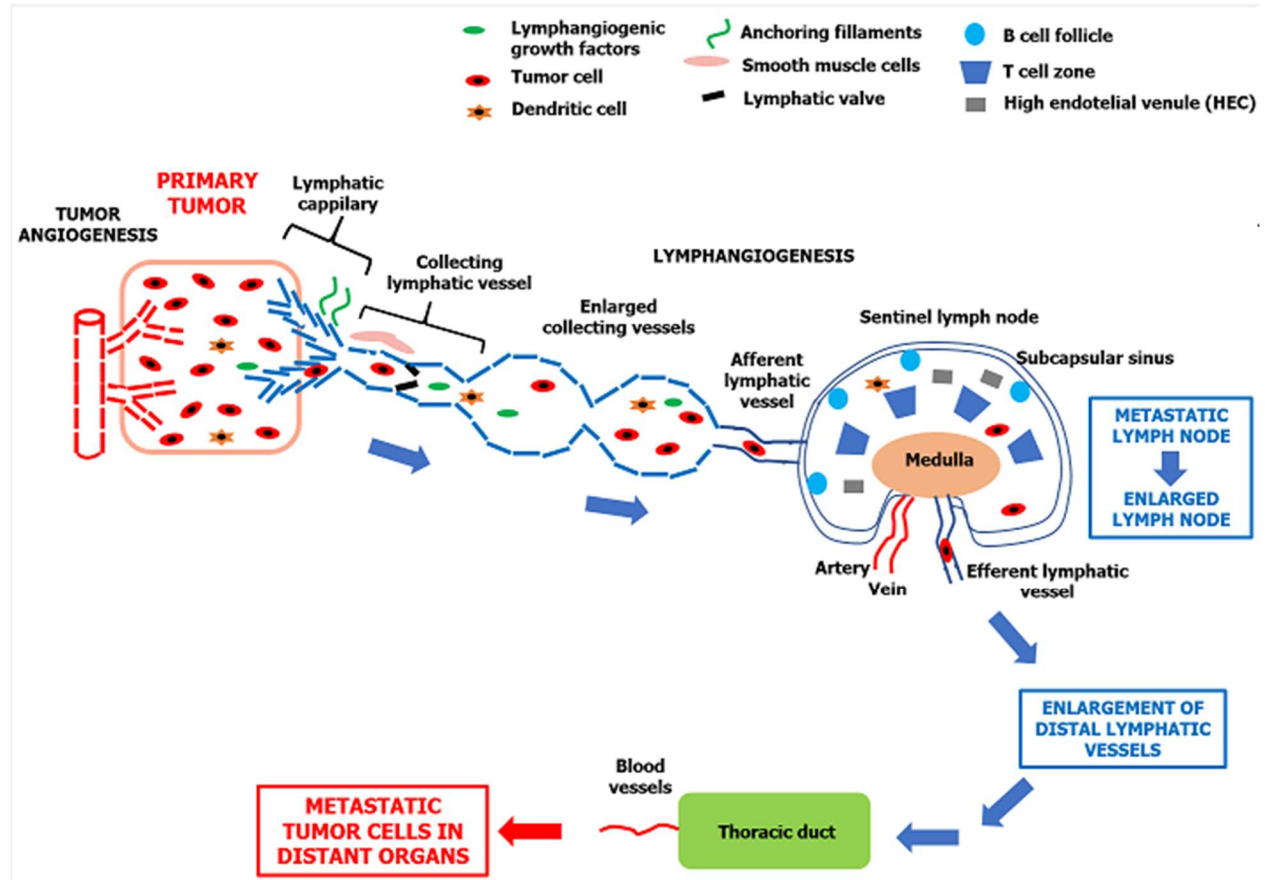 Lymphangiogenic
growth factors
Tumor cell
Dendritic cell
Anchoring fillaments
Smooth muscle cells
Lymphatic valve
B cell follicle
T cell zone
High endotelial venule (HEC)
PRIMARY
TUMOR
TUMOR
ANGIOGENESIS
Lymphatic
cappilary
Collecting
lymphatic vessel
LYMPHANGIOGENESIS
Enlarged
collecting vessels
Sentinel lymph node
Afferent
lymphatic
vessel
Subcapsular sinus
Medulla
METASTATIC
LYMPH NODE
ENLARGED
LYMPH NODE
Artery
Vein
Efferent lymphatic
vessel
ENLARGEMENT OF
DISTAL LYMPHATIC
VESSELS
Blood
vessels
Thoracic duct
METASTATIC
TUMOR CELLS IN
DISTANT ORGANS